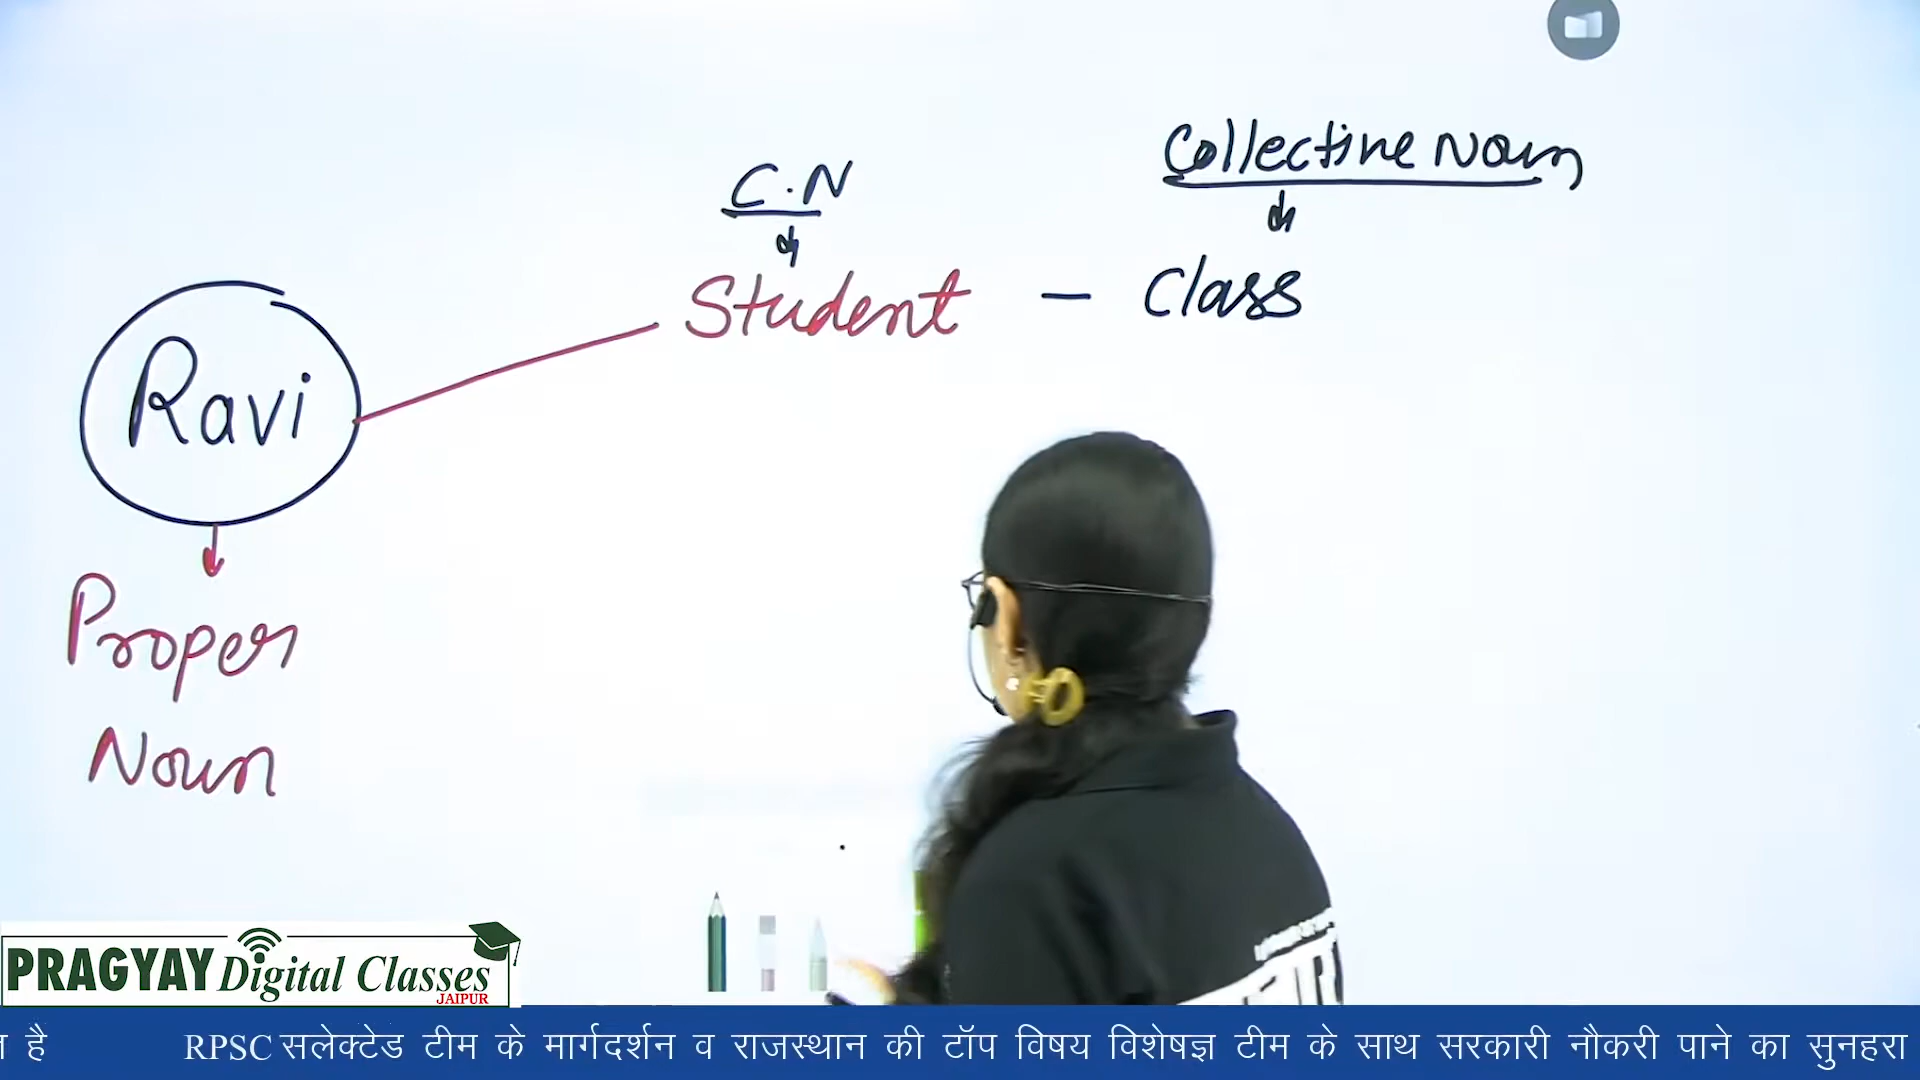 Collective Noun
C.N
Student - Class
Ravi
Proper
Noun
PRAGYAY Digital Classes
JAIPUR
है RPSC सलेक्टेड टीम के मार्गदर्शन व राजस्थान की टॉप विषय विशेषज्ञ टीम के साथ सरकारी नौकरी पाने का सुनहरा